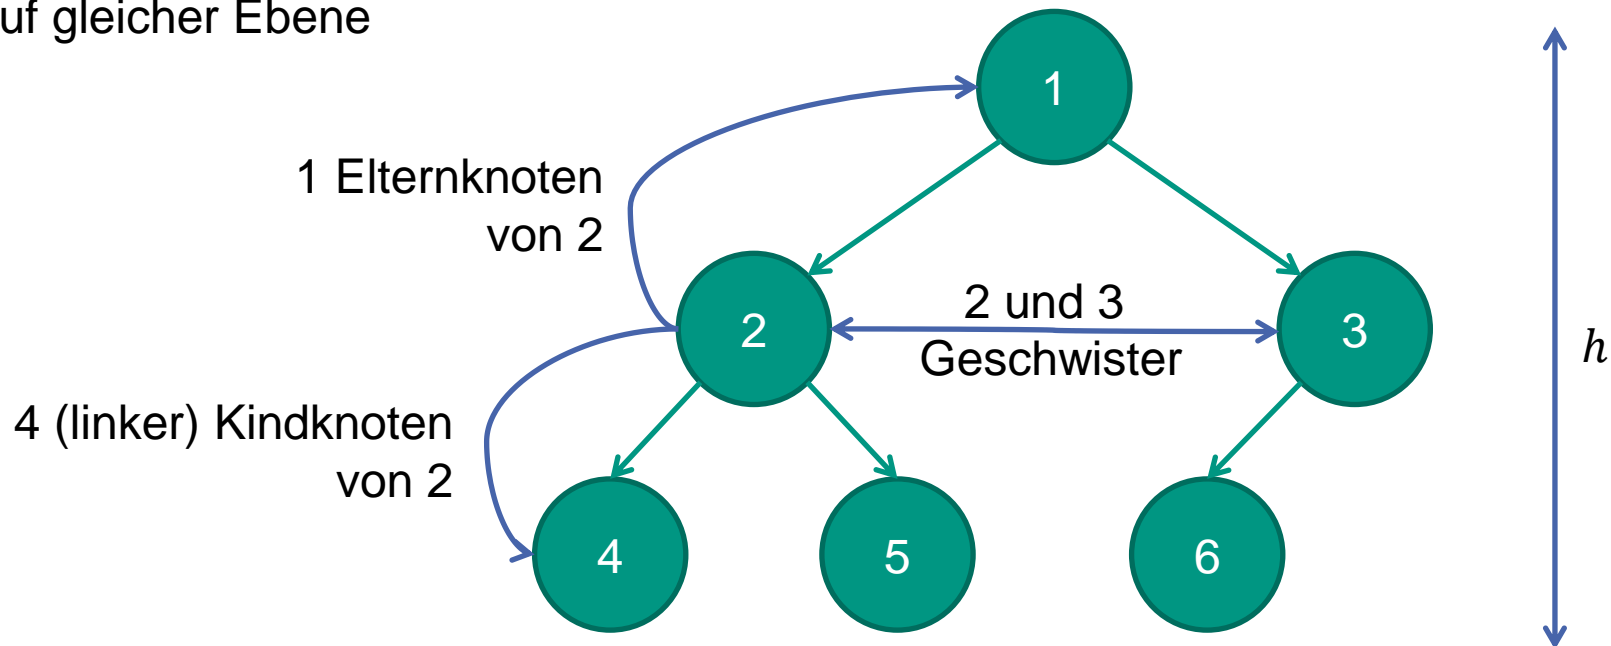 uf gleicher Ebene
1
1 Elternknoten
von 2
2 und 3
2
3
Geschwister
h
4 (linker) Kindknoten
von 2
4
5
6